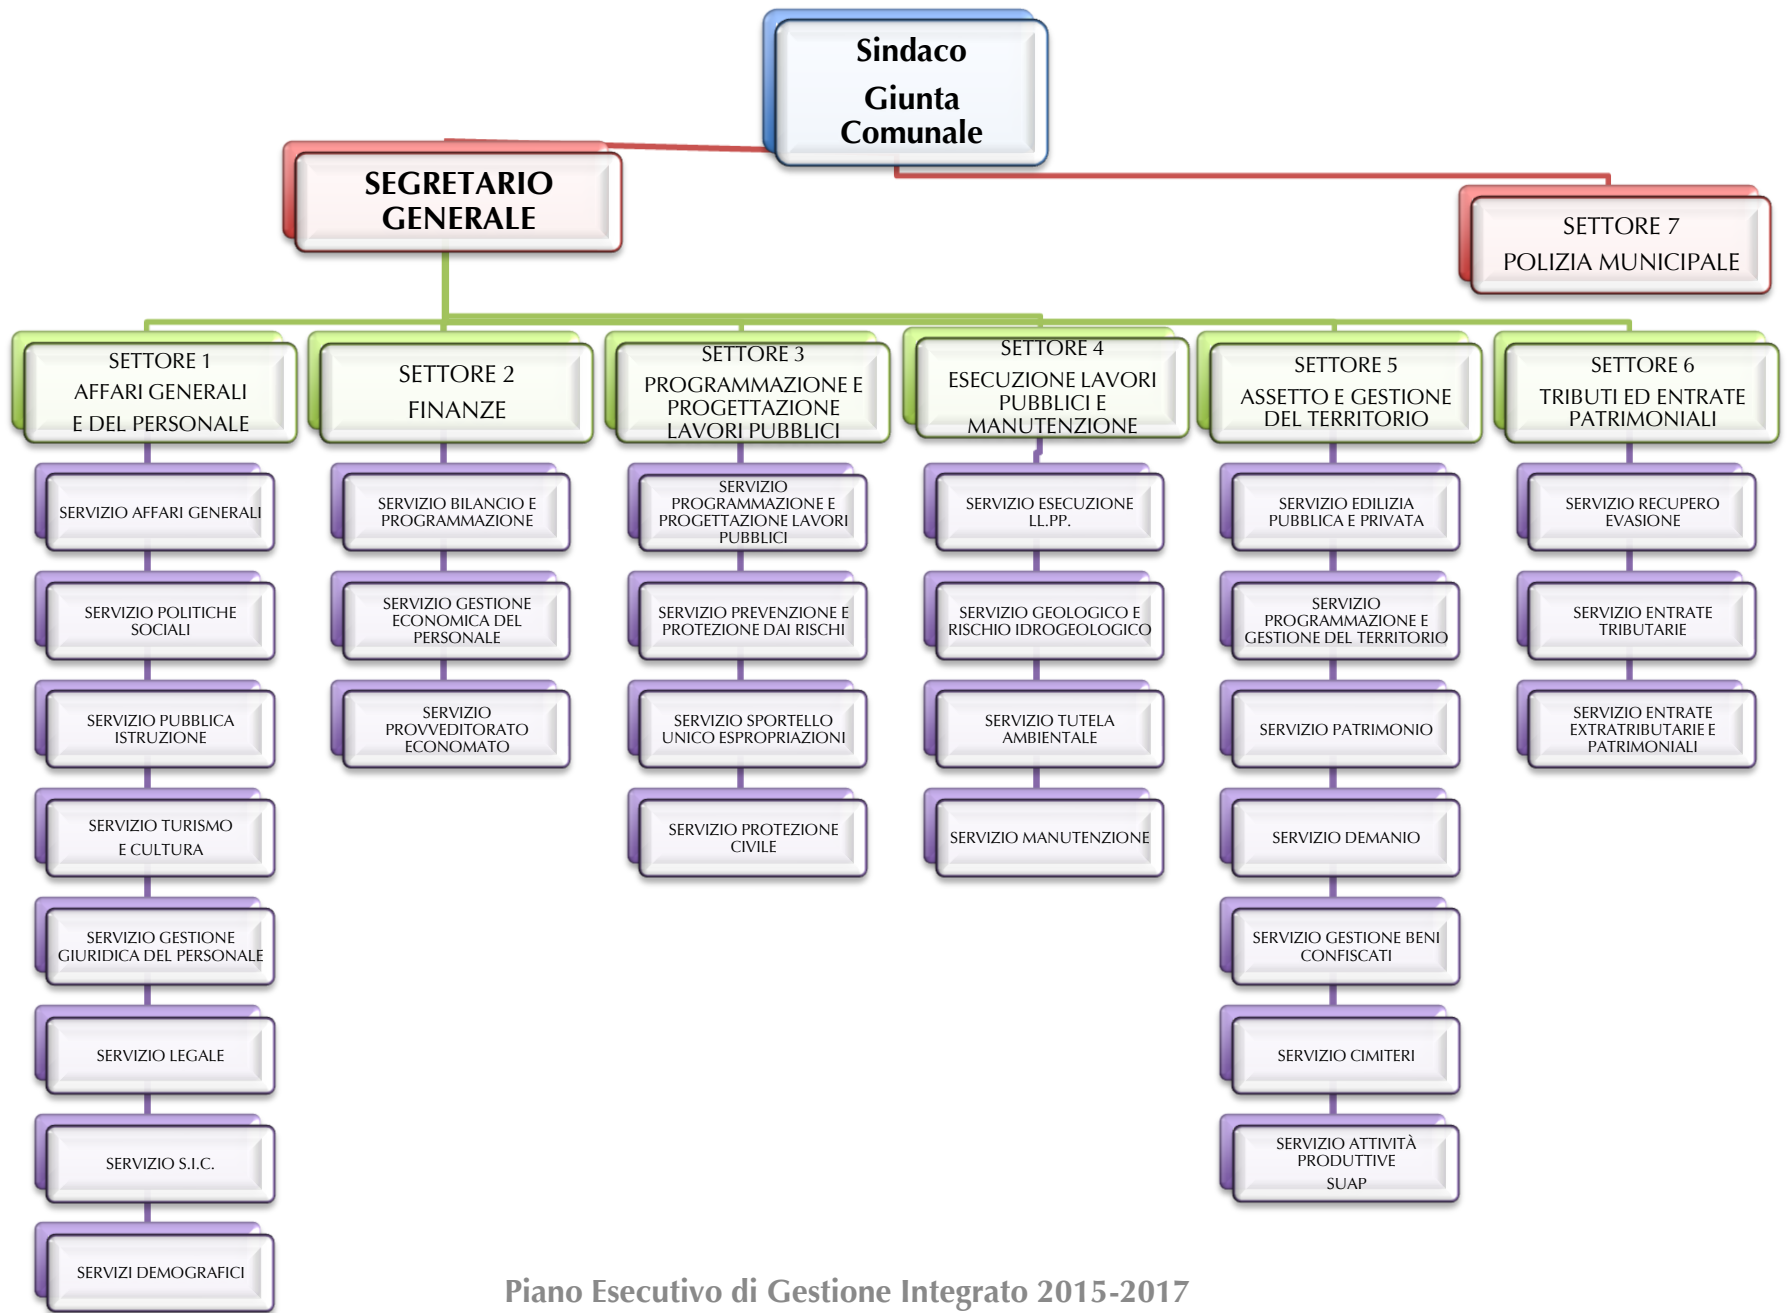 Sindaco
Giunta
Comunale
SEGRETARIO
GENERALE
SETTORE 7
POLIZIA MUNICIPALE
SETTORE 1
AFFARI GENERALI
E DEL PERSONALE
SERVIZIO AFFARI GENERALI
SERVIZIO POLITICHE
SOCIALI
SERVIZIO PUBBLICA
ISTRUZIONE
SERVIZIO TURISMO
E CULTURA
SERVIZIO GESTIONE
GIURIDICA DEL PERSONALE
SERVIZIO LEGALE
SERVIZIO S.I.C.
SERVIZI DEMOGRAFICI
SETTORE 2
FINANZE
SERVIZIO BILANCIO E
PROGRAMMAZIONE
SERVIZIO GESTIONE
ECONOMICA DEL
PERSONALE
SERVIZIO
PROVVEDITORATO
ECONOMATO
SETTORE 3
PROGRAMMAZIONE E
PROGETTAZIONE
LAVORI PUBBLICI
SERVIZIO
PROGRAMMAZIONE E
PROGETTAZIONE LAVORI
PUBBLICI
SERVIZIO PREVENZIONE E
PROTEZIONE DAI RISCHI
SERVIZIO SPORTELLO
UNICO ESPROPRIAZIONI
SERVIZIO PROTEZIONE
CIVILE
SETTORE 4
ESECUZIONE LAVORI
PUBBLICI E
MANUTENZIONE
SERVIZIO ESECUZIONE
LL.PP.
SERVIZIO GEOLOGICO E
RISCHIO IDROGEOLOGICO
SERVIZIO TUTELA
AMBIENTALE
SERVIZIO MANUTENZIONE
SETTORE 5
ASSETTO E GESTIONE
DEL TERRITORIO
SERVIZIO EDILIZIA
PUBBLICA E PRIVATA
SERVIZIO
PROGRAMMAZIONE E
GESTIONE DEL TERRITORIO
SERVIZIO PATRIMONIO
SERVIZIO DEMANIO
SERVIZIO GESTIONE BENI
CONFISCATI
SERVIZIO CIMITERI
SERVIZIO ATTIVITÀ
PRODUTTIVE
SUAP
SETTORE 6
TRIBUTI ED ENTRATE
PATRIMONIALI
SERVIZIO RECUPERO
EVASIONE
SERVIZIO ENTRATE
TRIBUTARIE
SERVIZIO ENTRATE
EXTRATRIBUTARIE E
PATRIMONIALI
Piano Esecutivo di Gestione Integrato 2015-2017